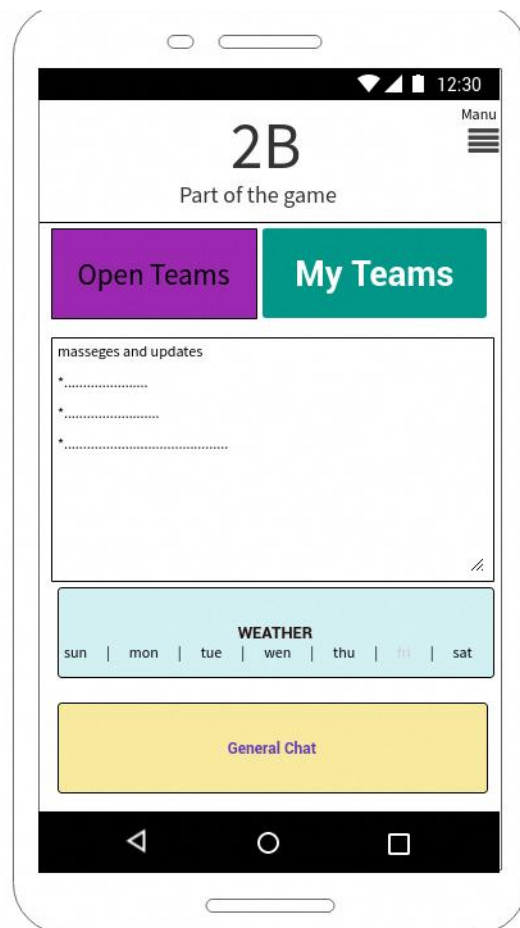 12:30
Manu
2B
Part of the game
Open Teams
My Teams
masseges and updates
*......................
*.........................
*...........................................
WEATHER
sun | mon | tue | wen | thu | fri | sat
General Chat